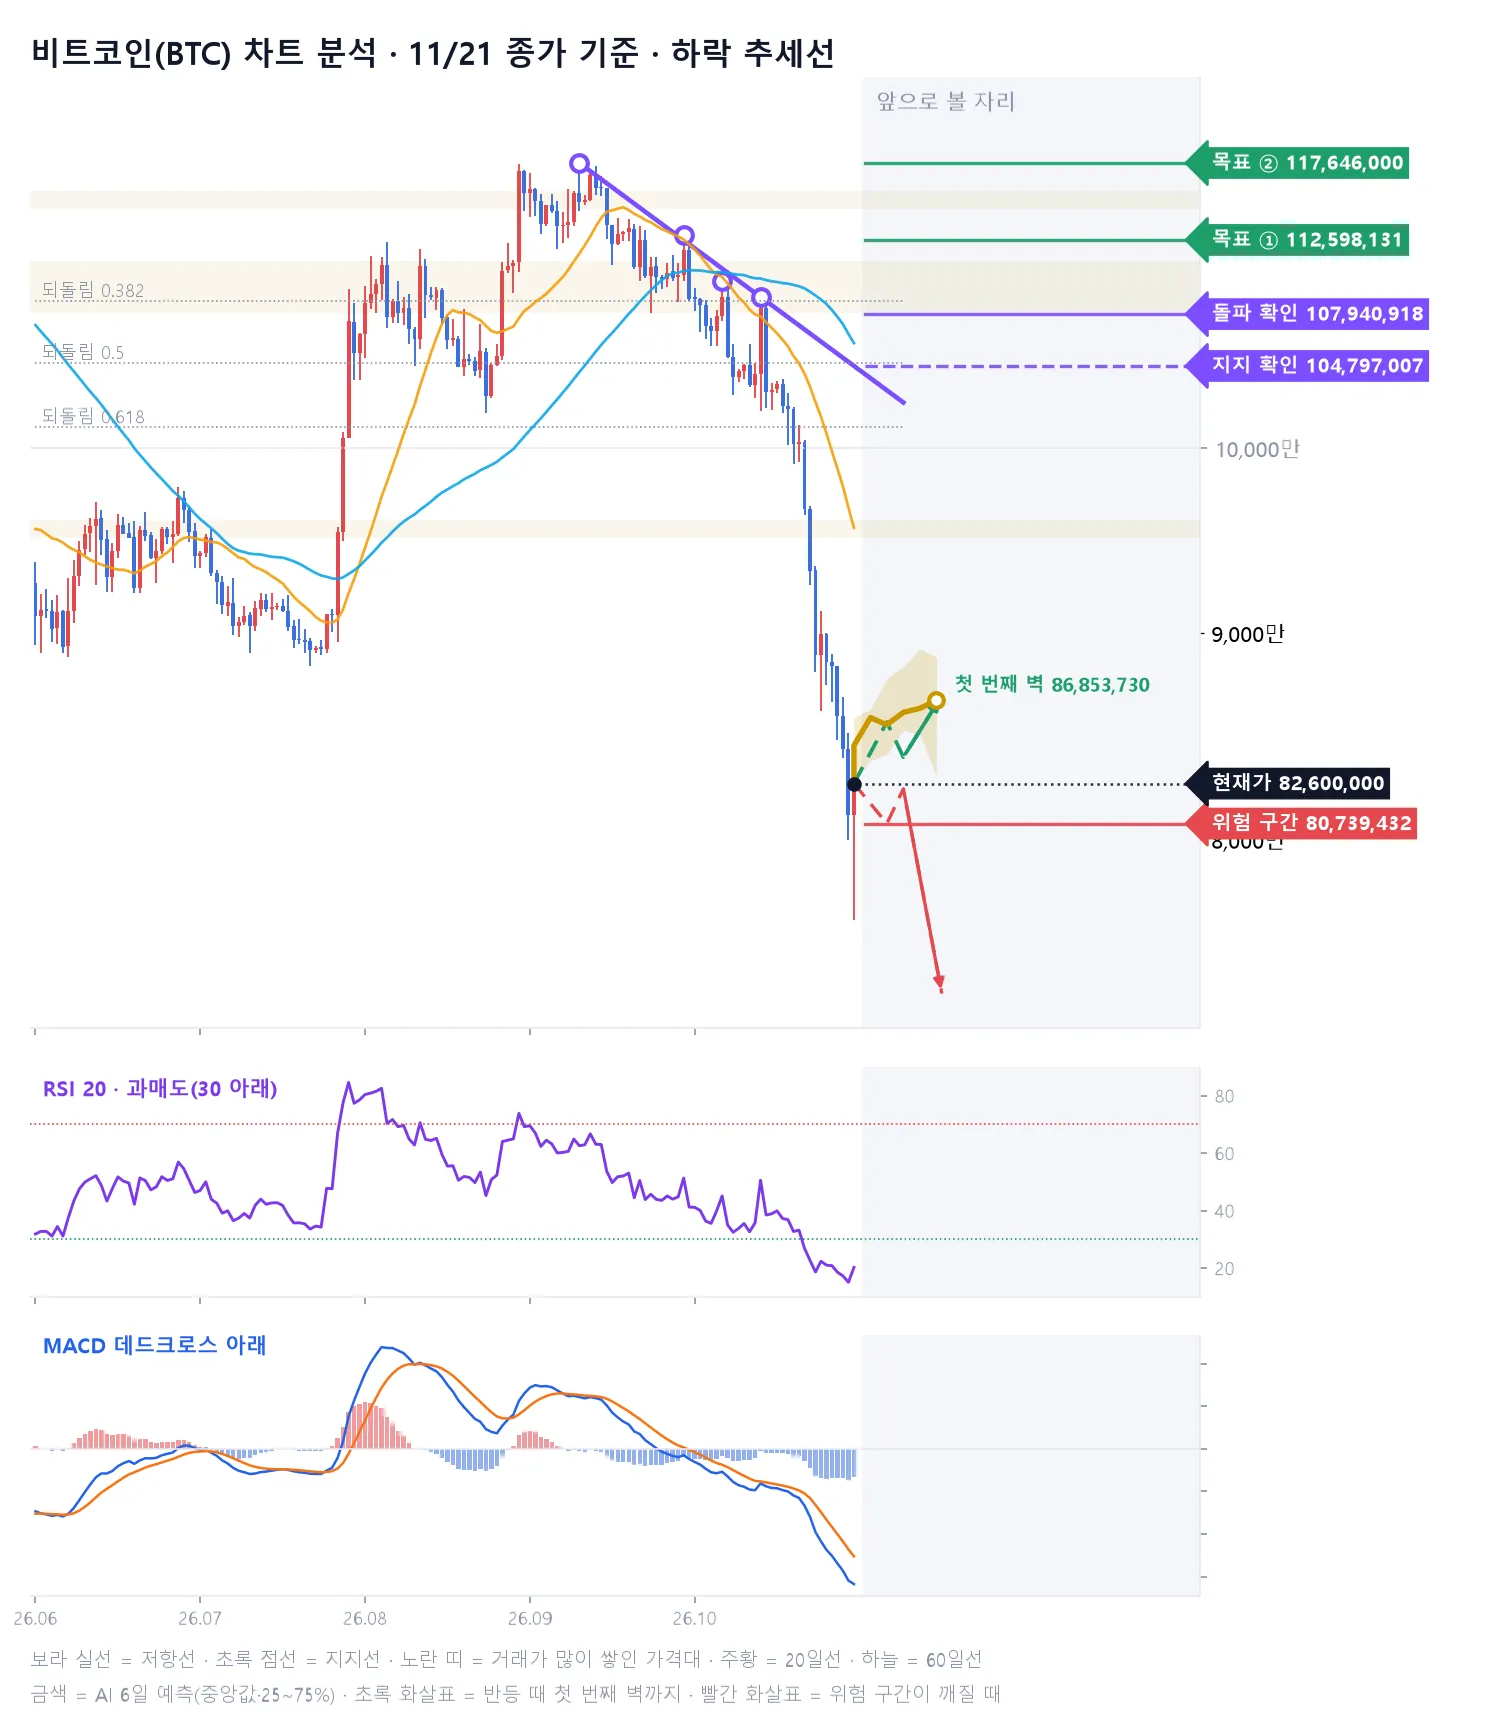 비트코인(BTC) 차트 분석 · 11/21 종가 기준 · 하락 추세선
앞으로 볼 자리
목표 ② 117,646,000
목표 ① 112,598,131
되돌림 0.382
돌파 확인 107,940,918
되돌림 0.5
지지 확인 104,797,007
되돌림 0.618
10,000만
9,000만
첫 번째 벽 86,853,730
현재가 82,600,000
위험 구간 80,739,432
8,000만
RSI 20 · 과매도(30 아래)
80
60
40
20
MACD 데드크로스 아래
26.06 26.07 26.08 26.09 26.10
보라 실선 = 저항선 · 초록 점선 = 지지선 · 노란 띠 = 거래가 많이 쌓인 가격대 · 주황 = 20일선 · 하늘 = 60일선
금색 = AI 6일 예측(중앙값·25~75%) · 초록 화살표 = 반등 때 첫 번째 벽까지 · 빨간 화살표 = 위험 구간이 깨질 때